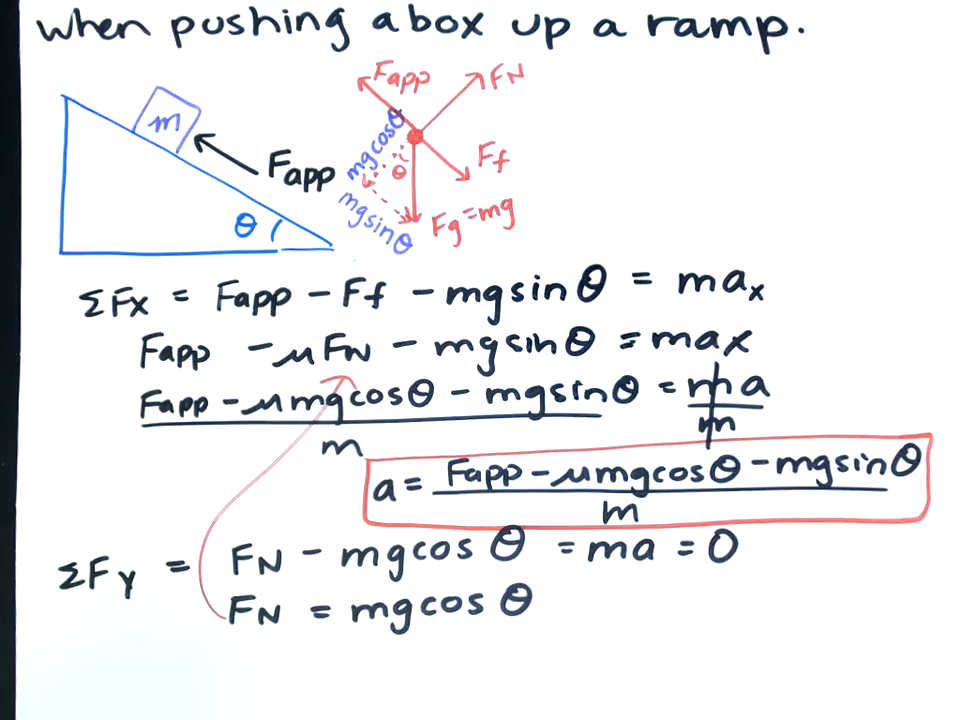 when pushing a box up a ramp.
Fapp FN
m
mgcosθ
Fapp
θ
Ff
mgsinθ
Fg=mg
θ
ΣFx = Fapp - Ff - mgsinθ = max
Fapp - μFN - mgsinθ = max
Fapp - μmgcosθ - mgsinθ = ma
m m
a = Fapp - μmgcosθ - mgsinθ
m
ΣFy = FN - mgcosθ = ma = 0
FN = mgcosθ